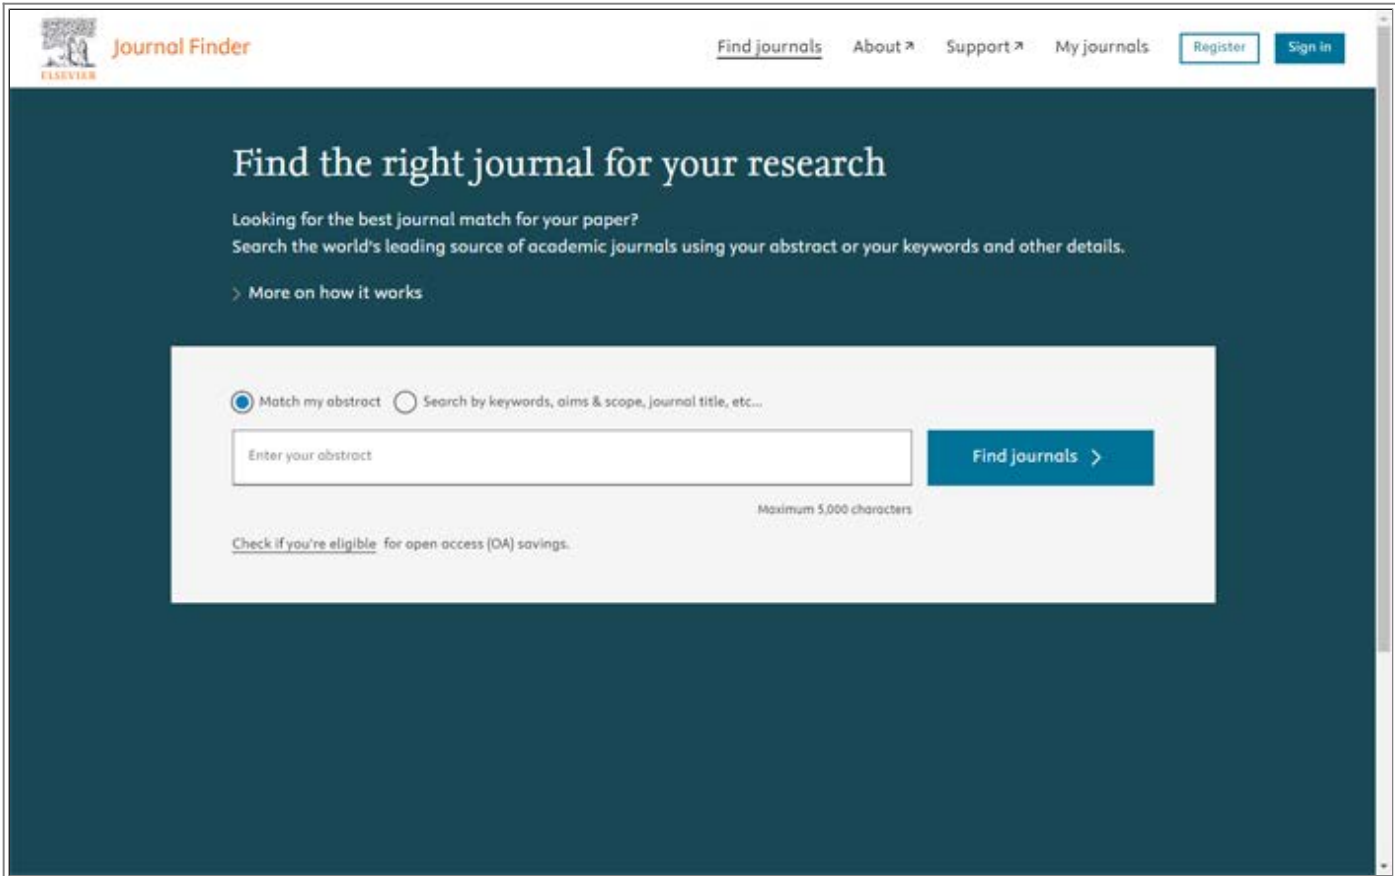 ELSEVIER
Journal Finder
Find journals About↗ Support↗ My journals Register Sign in
Find the right journal for your research
Looking for the best journal match for your paper?
Search the world's leading source of academic journals using your abstract or your keywords and other details.
> More on how it works
Match my abstract Search by keywords, aims & scope, journal title, etc...
Enter your abstract
Find journals >
Maximum 5,000 characters
Check if you're eligible for open access (OA) savings.